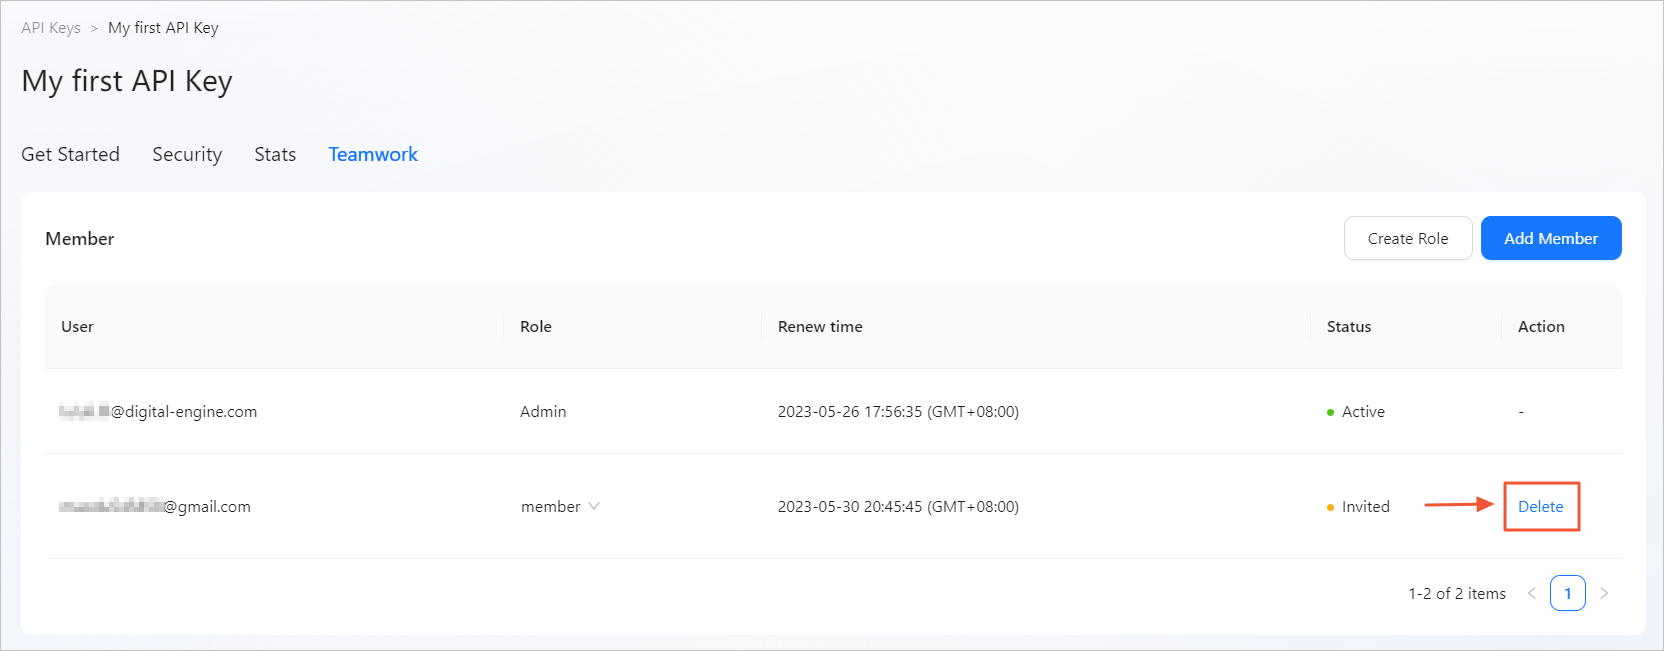 API Keys > My first API Key
My first API Key
Get Started Security Stats Teamwork
Member Create Role Add Member
User Role Renew time Status Action
@digital-engine.com Admin 2023-05-26 17:56:35 (GMT+08:00) Active -
@gmail.com member 2023-05-30 20:45:45 (GMT+08:00) Invited Delete
1-2 of 2 items < 1 >